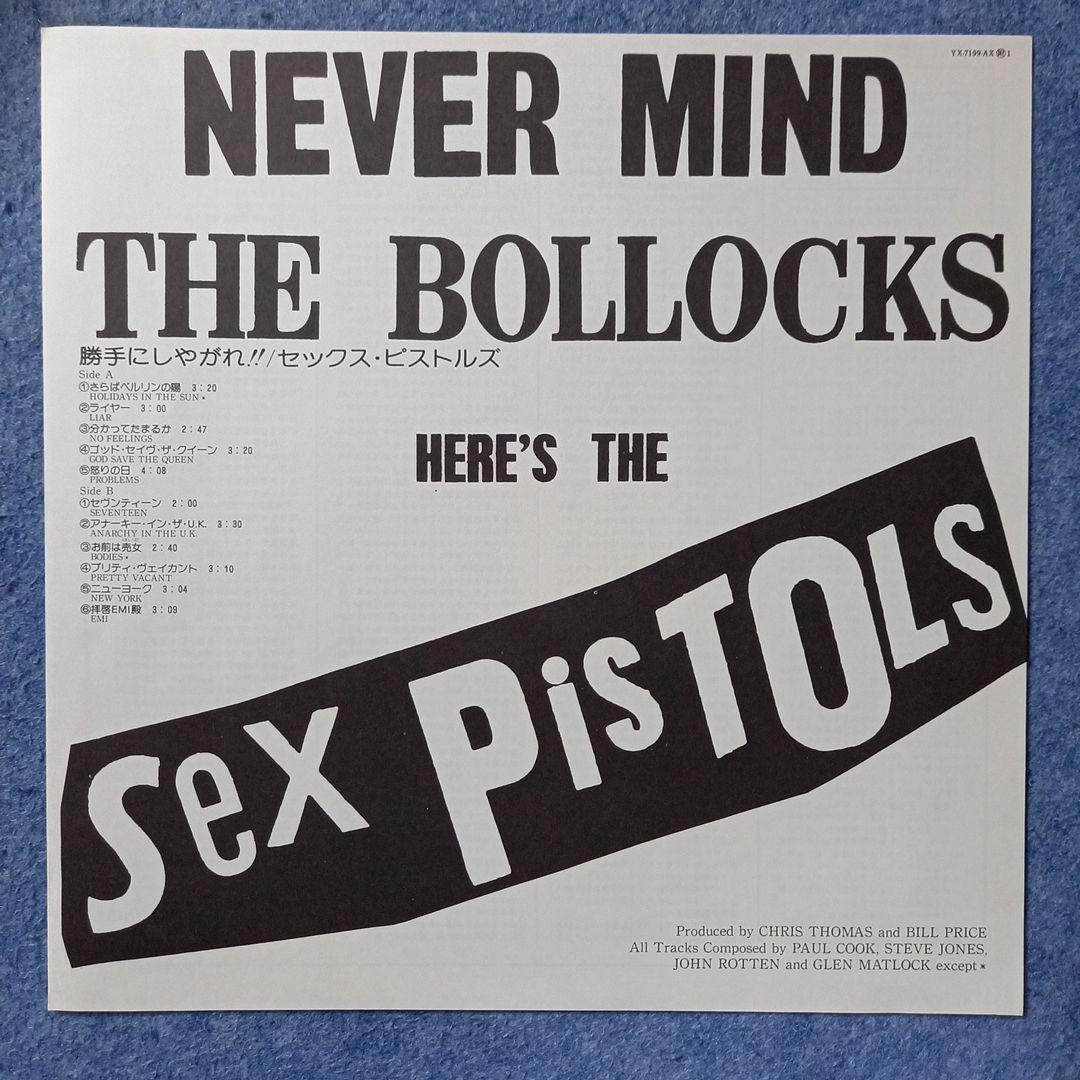 YX-7199-AX Ⓦ 1
NEVER MIND
THE BOLLOCKS
勝手にしやがれ!!/セックス・ピストルズ
Side A
①さらばベルリンの陽 3:20
HOLIDAYS IN THE SUN*
②ライヤー 3:00
LIAR
③分かってたまるか 2:47
NO FEELINGS
④ゴッド・セイヴ・ザ・クイーン 3:20
GOD SAVE THE QUEEN
⑤怒りの日 4:08
PROBLEMS
Side B
①セヴンティーン 2:00
SEVENTEEN
②アナーキー・イン・ザ・U.K. 3:30
ANARCHY IN THE U.K.
③お前は売女 2:40
BODIES*
④プリティ・ヴェイカント 3:10
PRETTY VACANT
⑤ニューヨーク 3:04
NEW YORK
⑥拝啓EMI殿 3:09
EMI
HERE'S THE
SeX PiSTOLS
Produced by CHRIS THOMAS and BILL PRICE
All Tracks Composed by PAUL COOK, STEVE JONES,
JOHN ROTTEN and GLEN MATLOCK except*